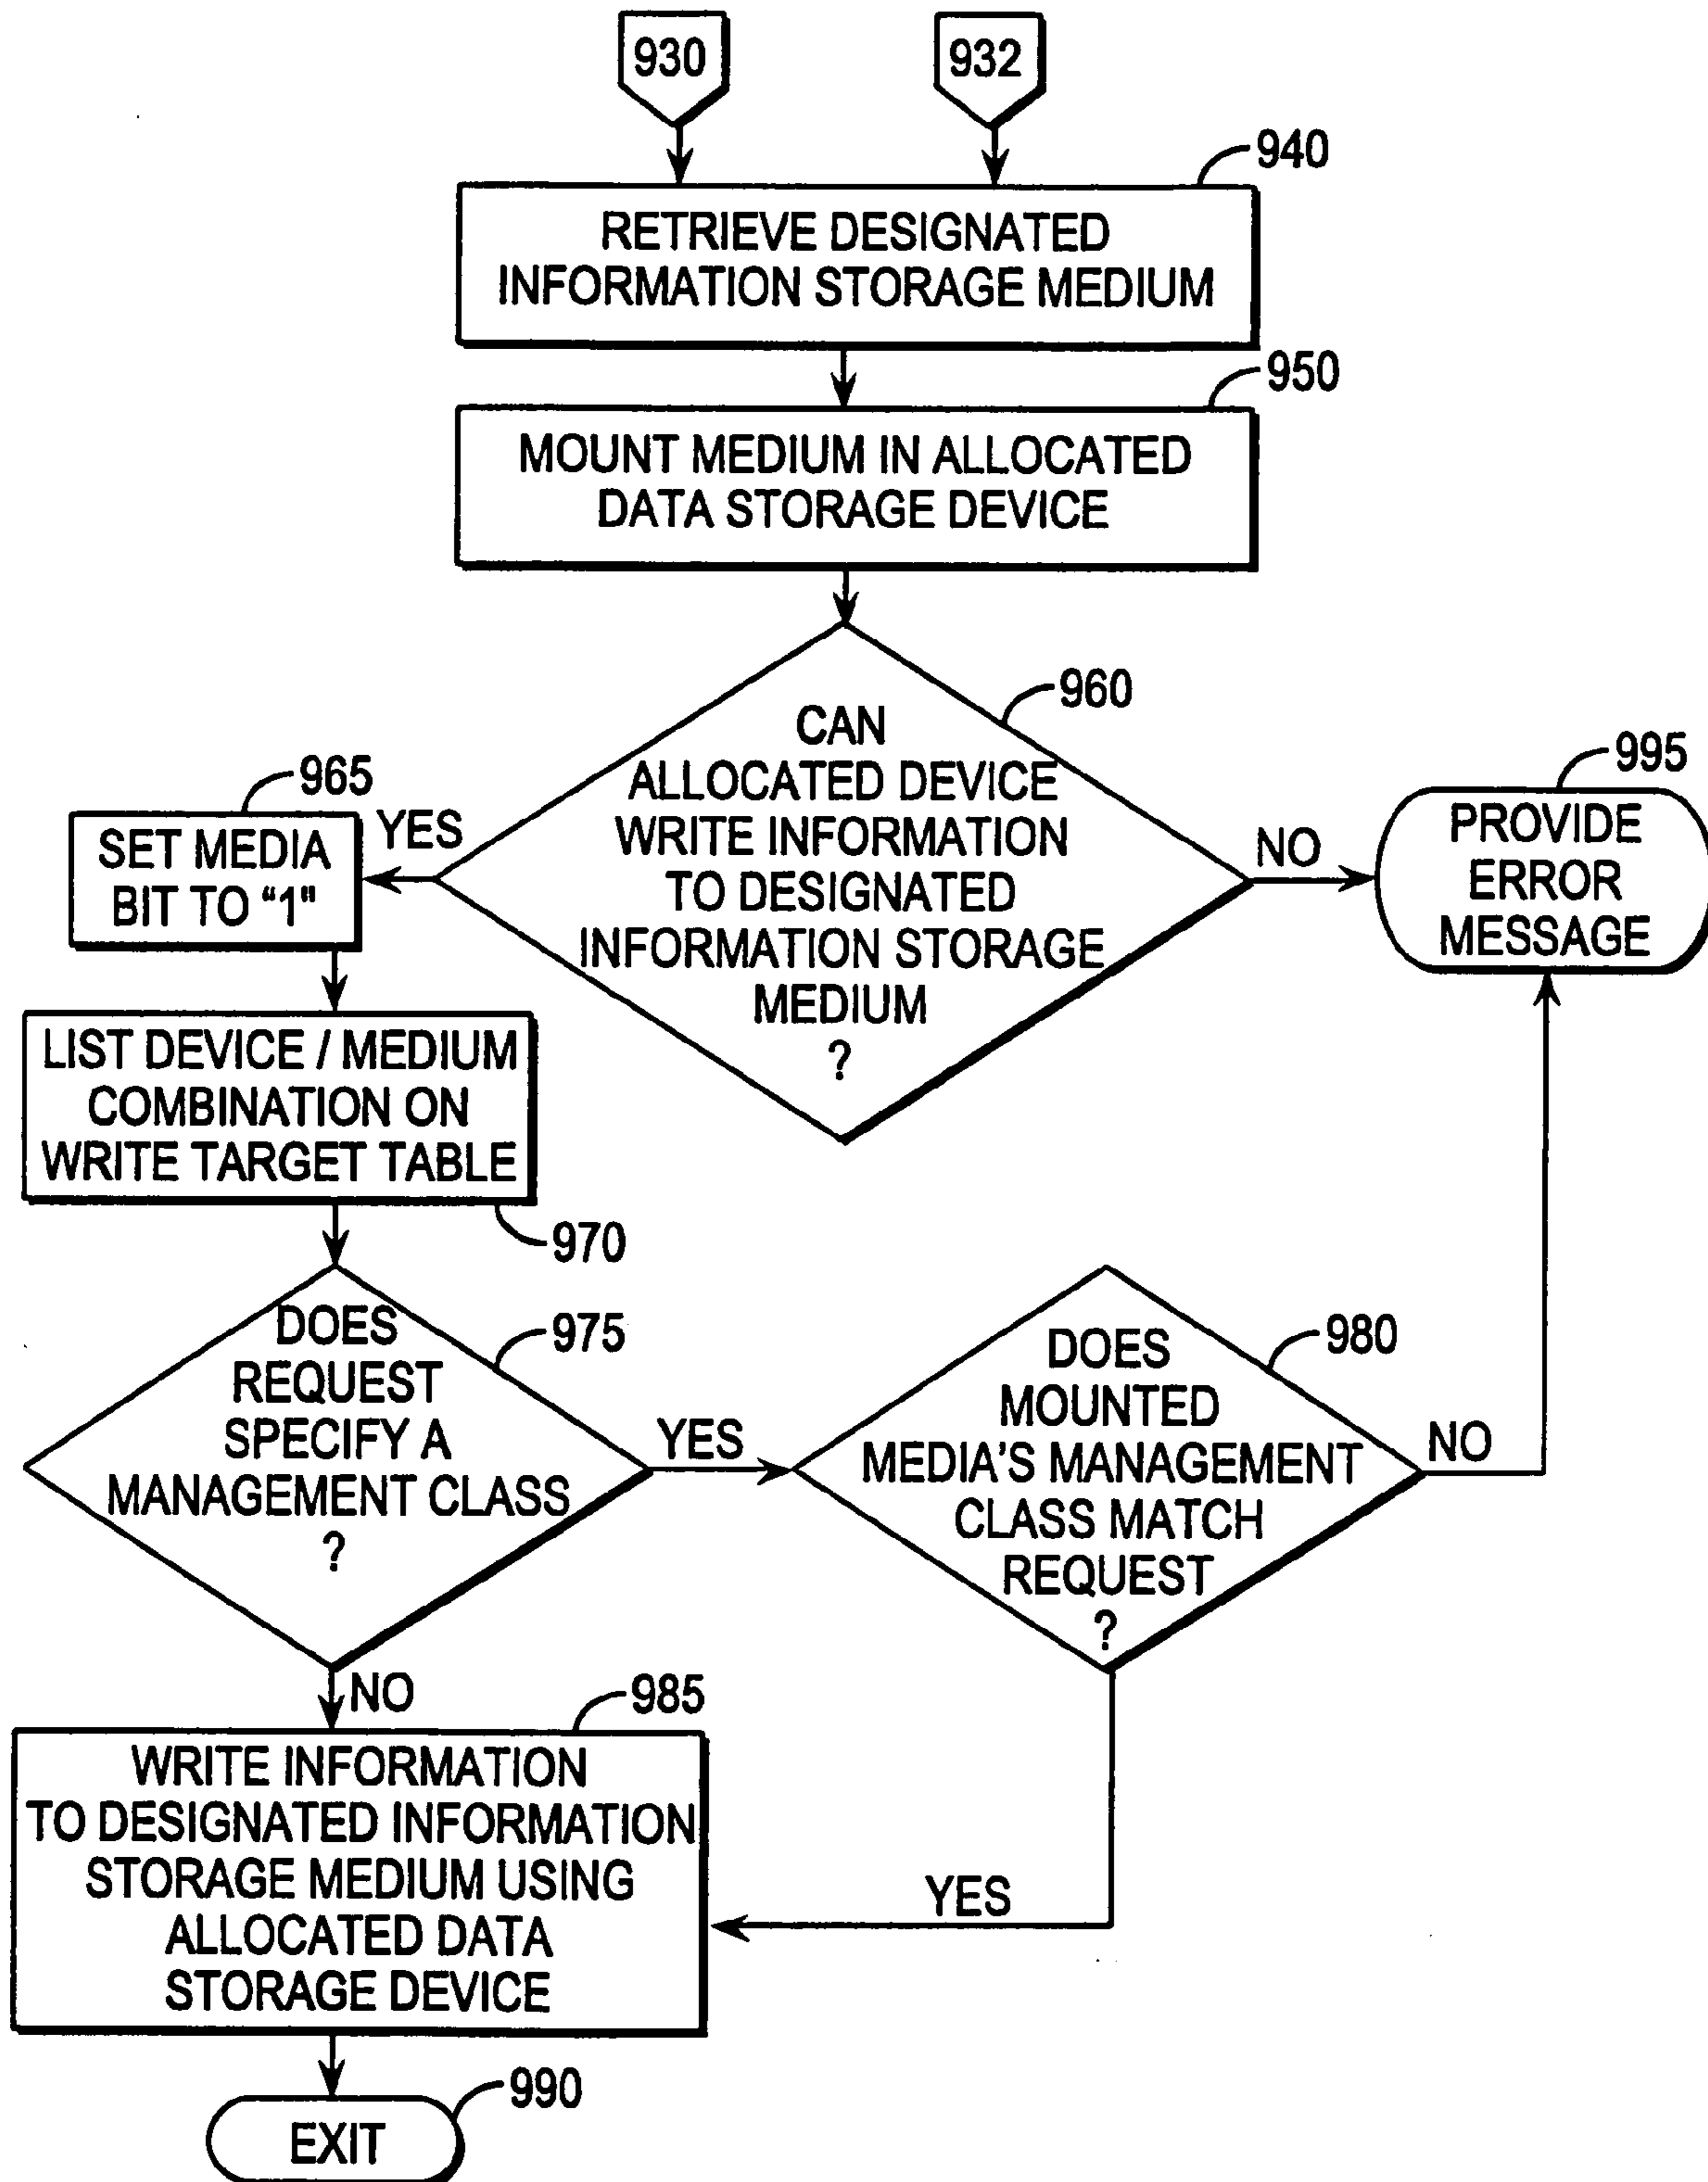 930
932
940
RETRIEVE DESIGNATED
INFORMATION STORAGE MEDIUM
950
MOUNT MEDIUM IN ALLOCATED
DATA STORAGE DEVICE
960
CAN
ALLOCATED DEVICE
WRITE INFORMATION
TO DESIGNATED
INFORMATION STORAGE
MEDIUM
?
YES
NO
965
SET MEDIA
BIT TO “1"
995
PROVIDE
ERROR
MESSAGE
LIST DEVICE / MEDIUM
COMBINATION ON
WRITE TARGET TABLE
970
975
DOES
REQUEST
SPECIFY A
MANAGEMENT CLASS
?
YES
NO
980
DOES
MOUNTED
MEDIA'S MANAGEMENT
CLASS MATCH
REQUEST
?
NO
YES
985
WRITE INFORMATION
TO DESIGNATED INFORMATION
STORAGE MEDIUM USING
ALLOCATED DATA
STORAGE DEVICE
990
EXIT